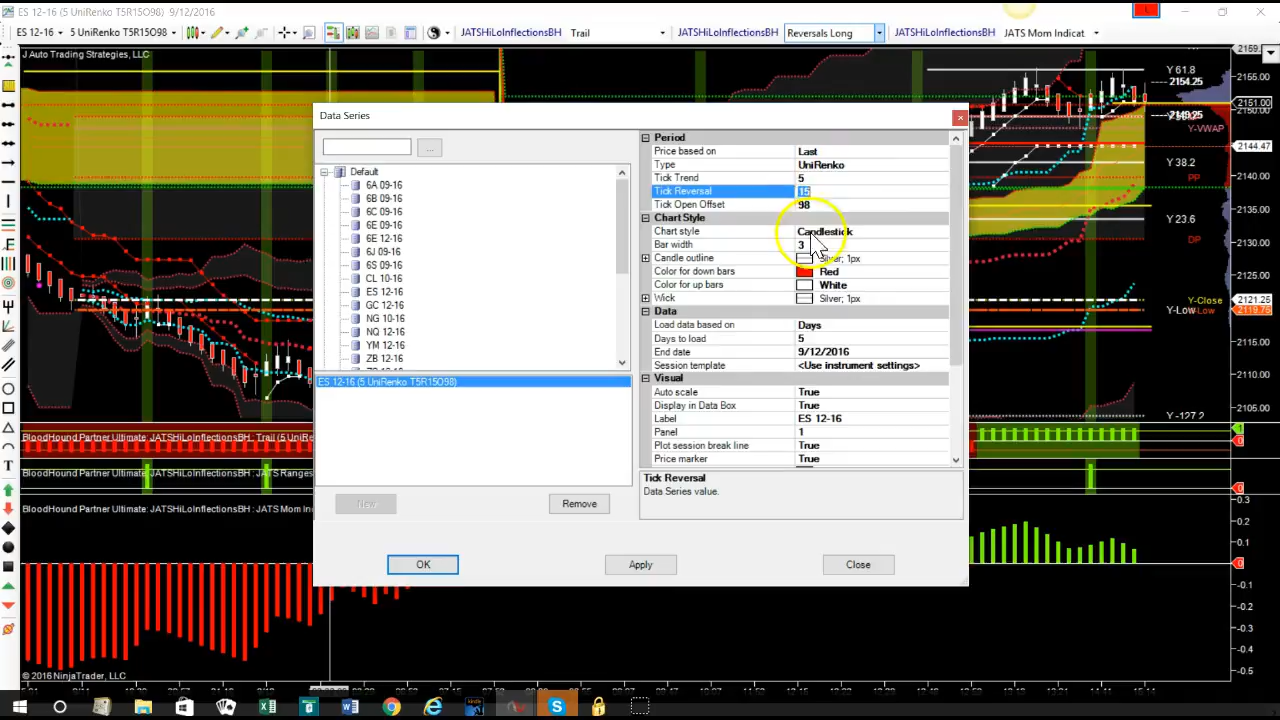 ES 12-16 | 5 UniRenko T5R15O98 | 9/12/2016
ES 12-16 5 UniRenko T5R15O98 JATSHiLoInflectionsBH Trail JATSHiLoInflectionsBH Reversals Long JATSHiLoInflectionsBH JATS Mom Indicat
J Auto Trading Strategies, LLC
Y 61.8
2155.00
2154.25
2151.00
2149.25
Y-VWAP
2144.47
Y 38.2
2140.00
PP
2135.00
Y 23.6
2130.00
DP
2125.00
Y-Close
2121.25
Y-Low
2119.75
2115.00
2110.00
2105.00
Y -127.2
Data Series
...
Default
6A 09-16
6B 09-16
6C 09-16
6E 09-16
6E 12-16
6J 09-16
6S 09-16
CL 10-16
ES 12-16
GC 12-16
NG 10-16
NQ 12-16
YM 12-16
ZB 12-16
ES 12-16 (5 UniRenko T5R15O98)
New
Remove
Period
Price based on Last
Type UniRenko
Tick Trend 5
Tick Reversal 15
Tick Open Offset 98
Chart Style
Chart style Candlestick
Bar width 3
Candle outline Silver; 1px
Color for down bars Red
Color for up bars White
Wick Silver; 1px
Data
Load data based on Days
Days to load 5
End date 9/12/2016
Session template <Use instrument settings>
Visual
Auto scale True
Display in Data Box True
Label ES 12-16
Panel 1
Plot session break line True
Price marker True
Tick Reversal
Data Series value.
OK
Apply
Close
BloodHound Partner Ultimate: JATSHiLoInflectionsBH : Trail (5 UniRenko
BloodHound Partner Ultimate: JATSHiLoInflectionsBH : JATS Ranges
BloodHound Partner Ultimate: JATSHiLoInflectionsBH : JATS Mom Ind
0.3
0.2
0.1
0
-0.1
-0.2
-0.3
-0.4
-0.5
© 2016 NinjaTrader, LLC